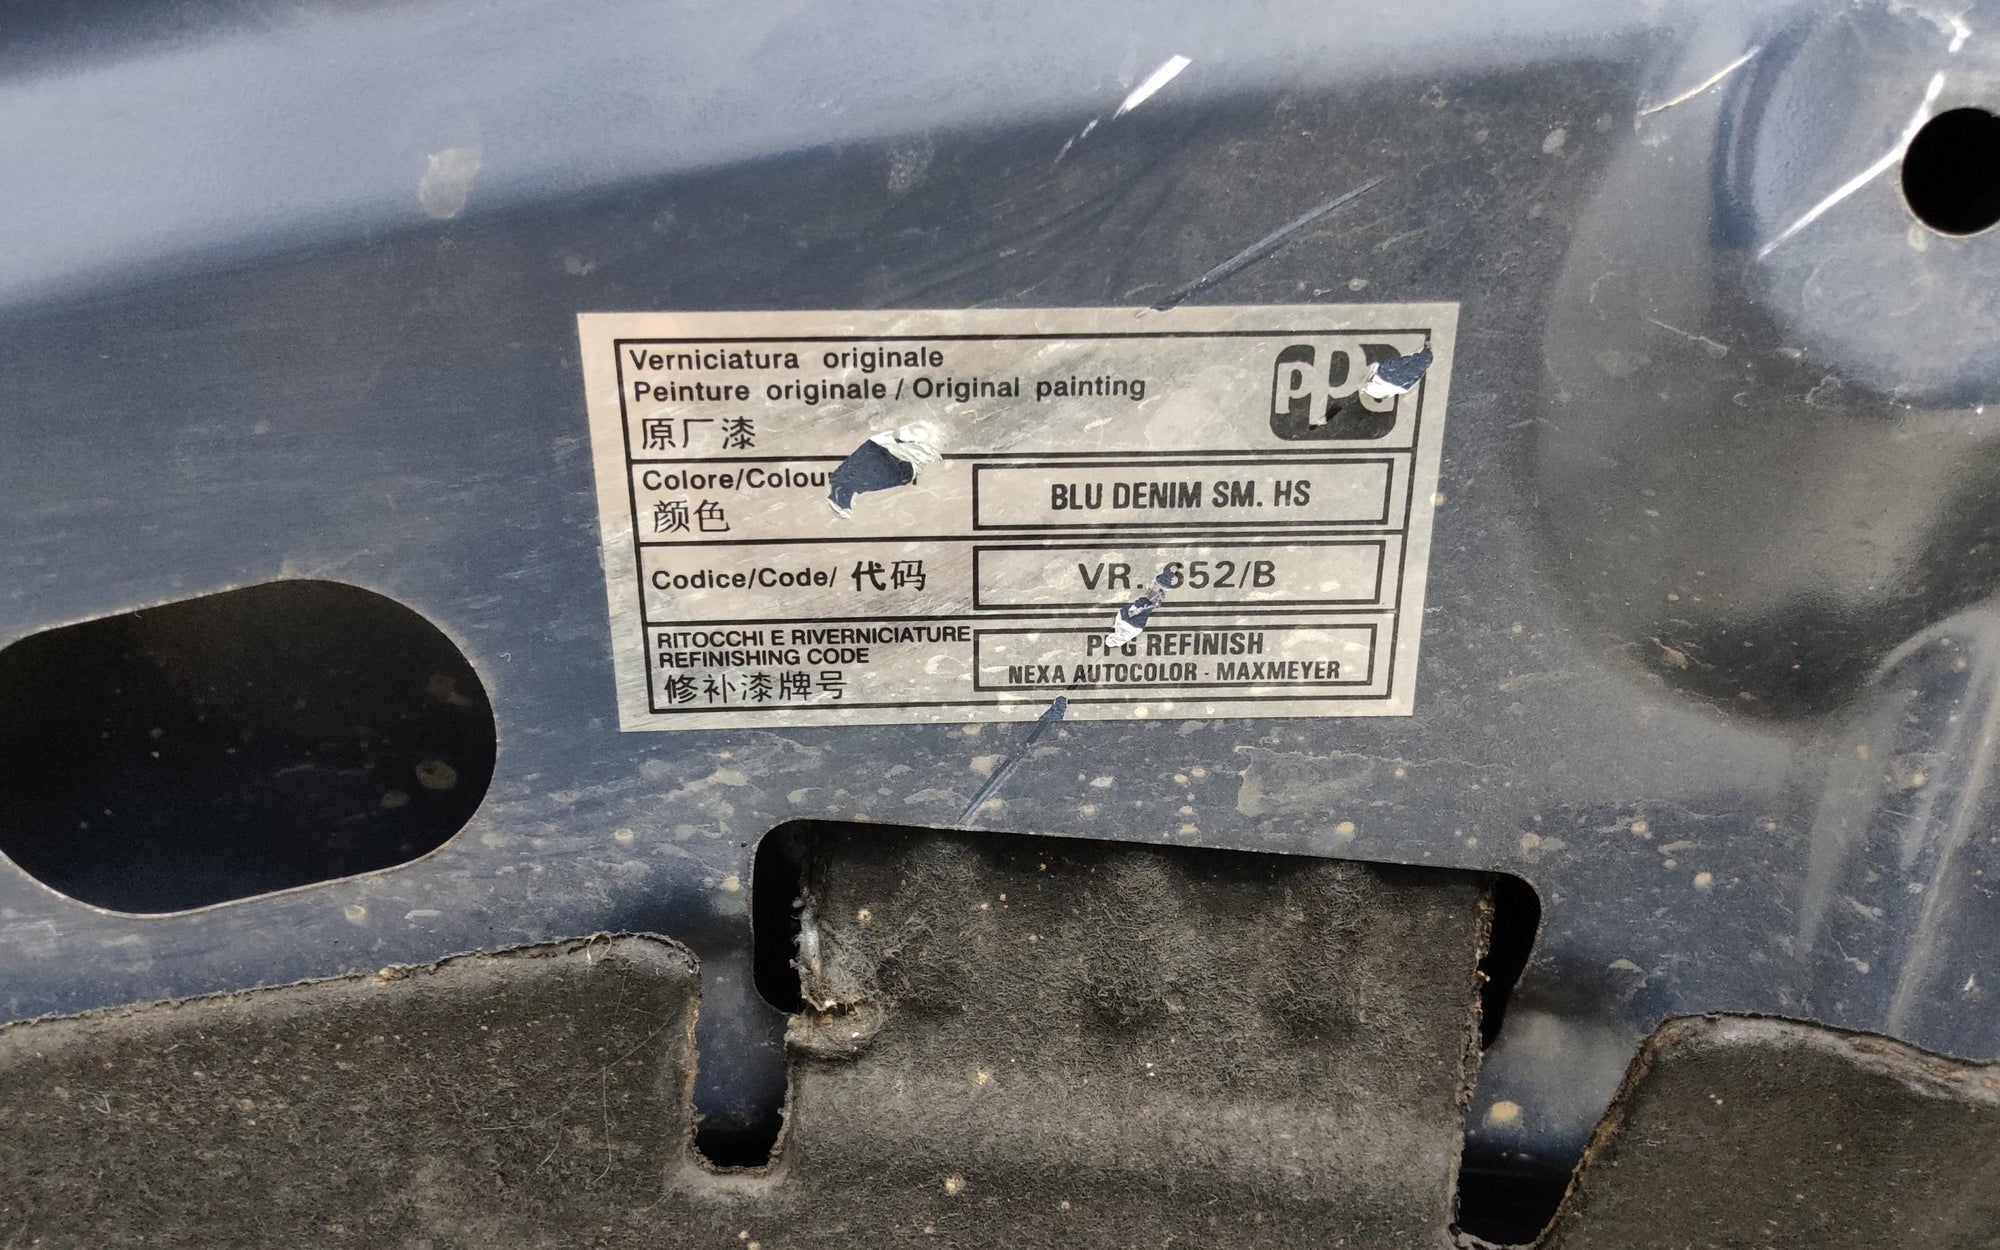 Verniciatura originale
Peinture originale / Original painting
原厂漆
PPG
Colore/Colou
颜色
BLU DENIM SM. HS
Codice/Code/ 代码
VR. 652/B
RITOCCHI E RIVERNICIATURE
REFINISHING CODE
修补漆牌号
PPG REFINISH
NEXA AUTOCOLOR - MAXMEYER